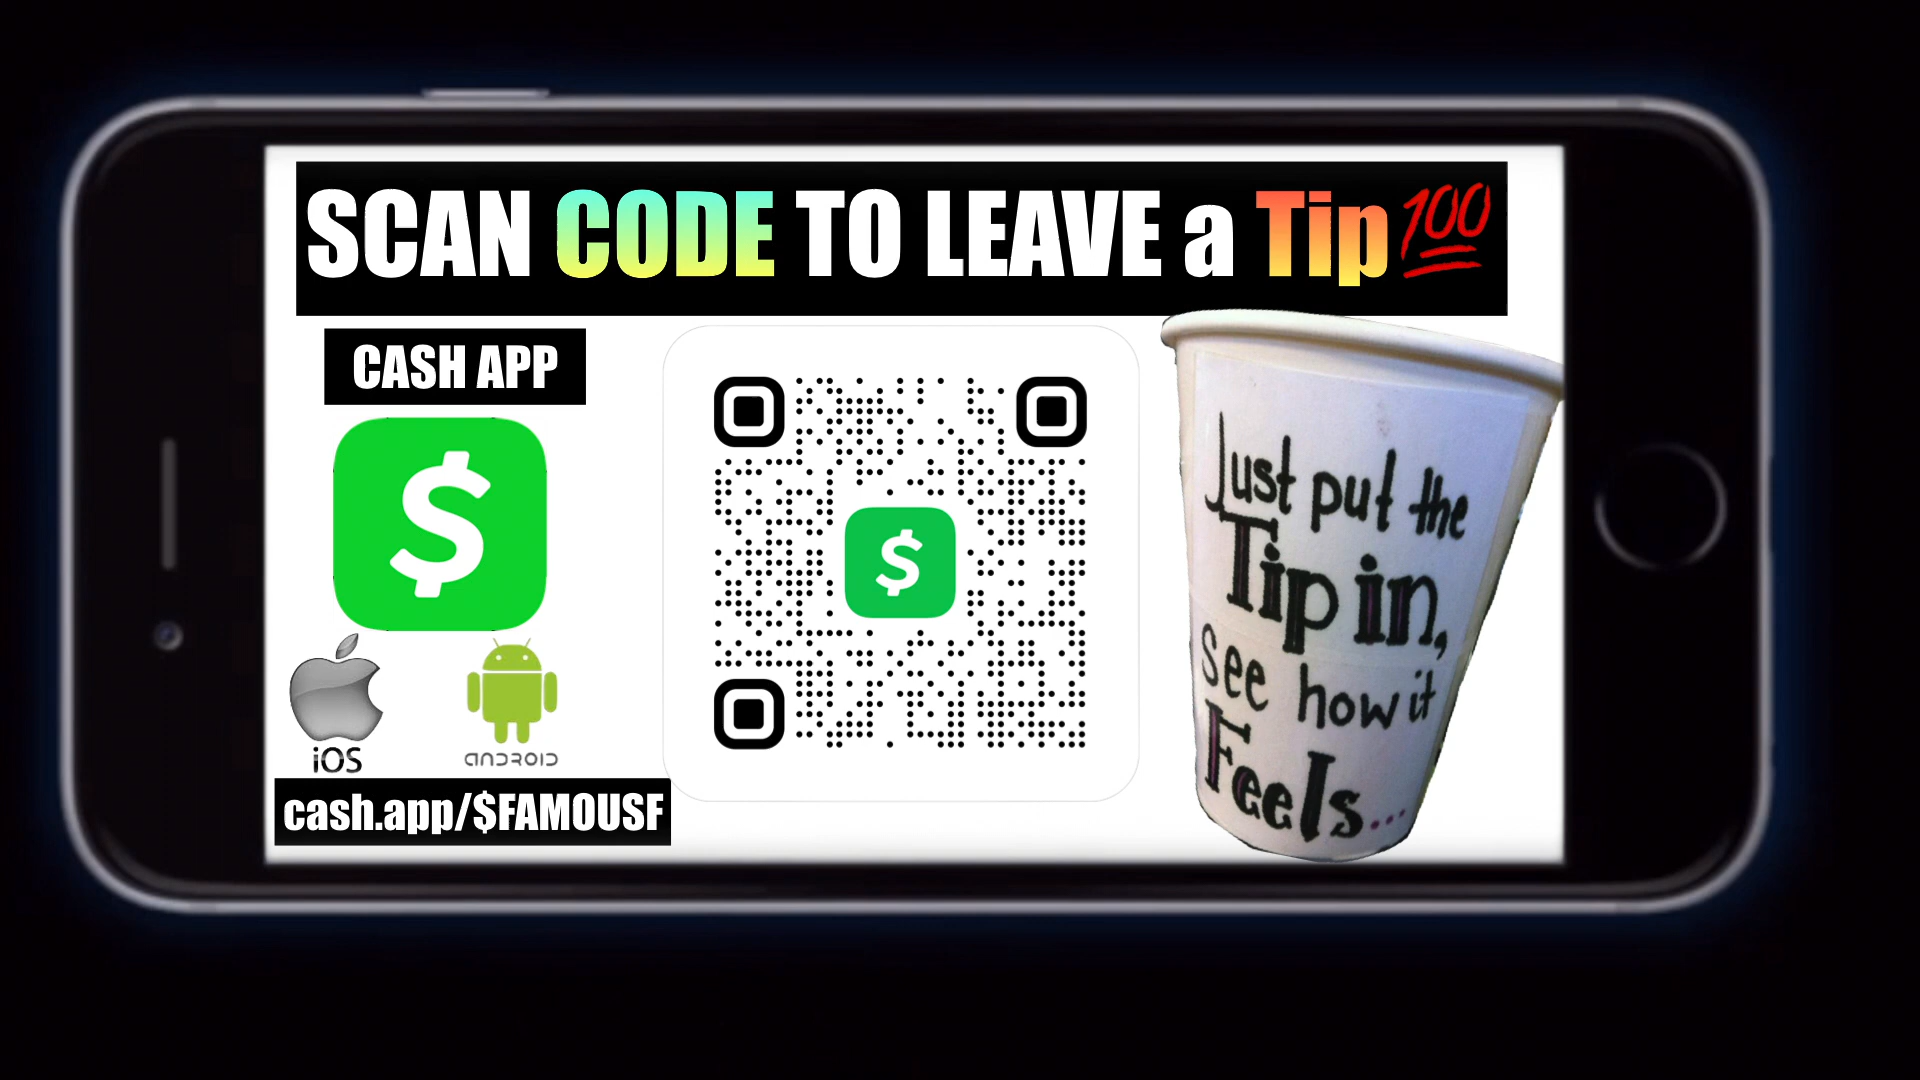 SCAN CODE TO LEAVE a Tip💯
CASH APP
$
iOS
ANDROID
cash.app/$FAMOUSF
$
Just put the
Tip in,
See how it
Feels...